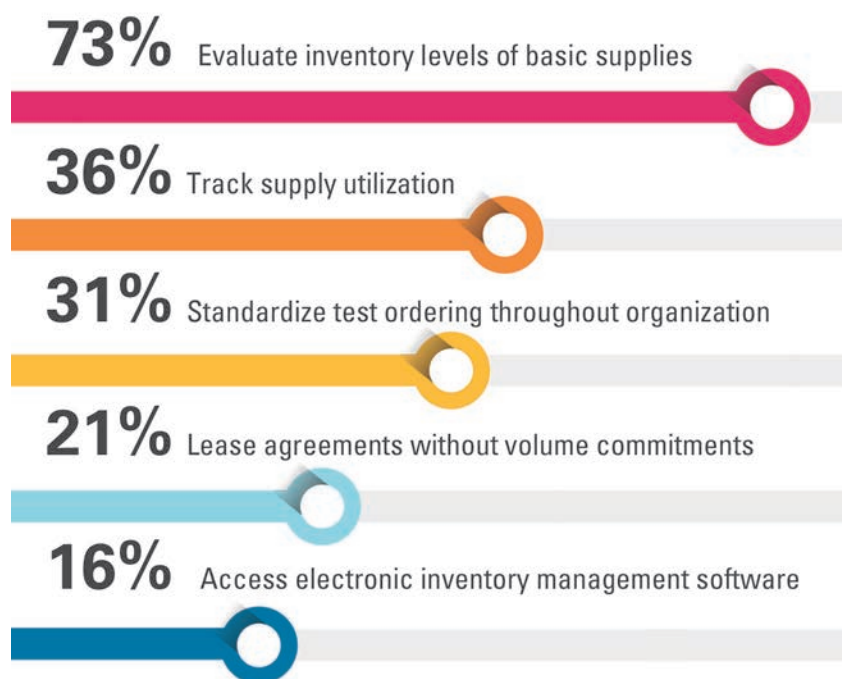 73% Evaluate inventory levels of basic supplies
36% Track supply utilization
31% Standardize test ordering throughout organization
21% Lease agreements without volume commitments
16% Access electronic inventory management software